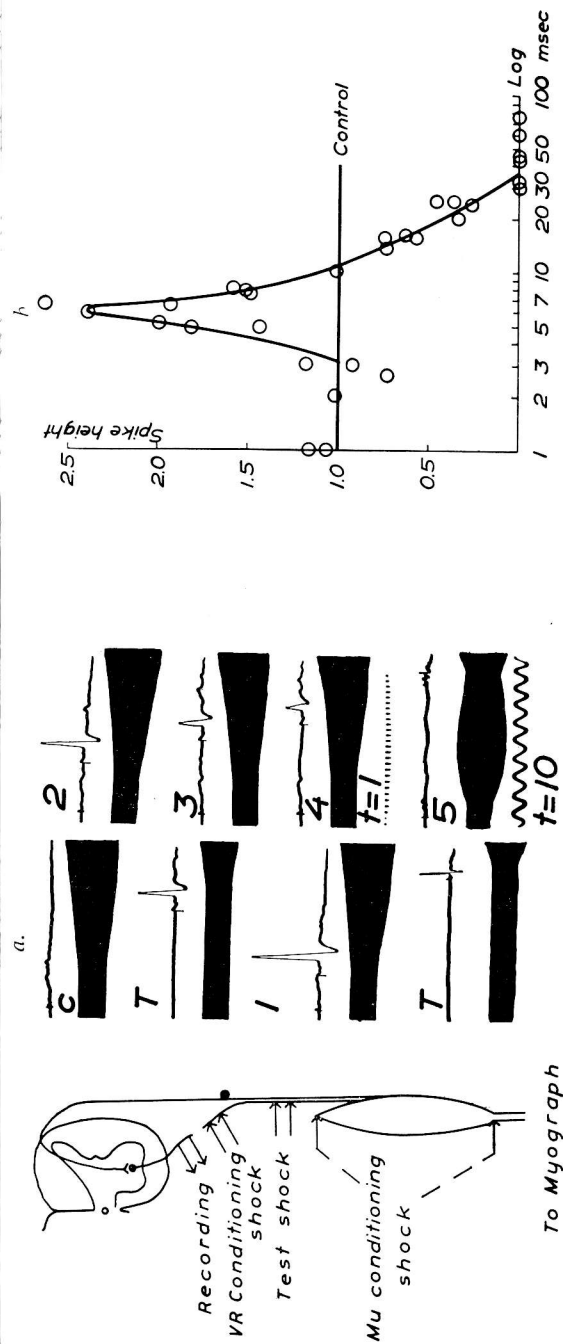 a.
Recording
VR Conditioning
shock
Test shock
Mu conditioning
shock
To Myograph
C
T
1
T
2
3
4
t=1
5
t=10
Spike height
2.5
2.0
1.5
1.0
0.5
Control
Log
1 2 3 5 7 10 20 30 50 100 msec